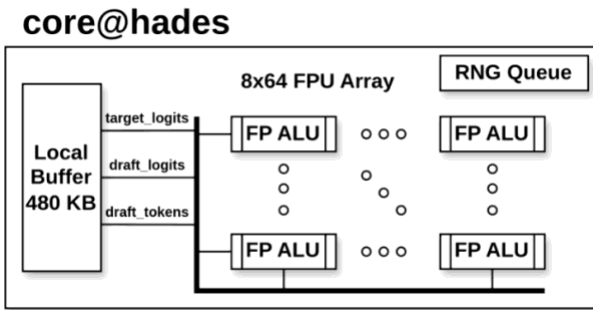 core@hades
8x64 FPU Array
RNG Queue
Local
Buffer
480 KB
target_logits
draft_logits
draft_tokens
FP ALU
FP ALU
FP ALU
FP ALU